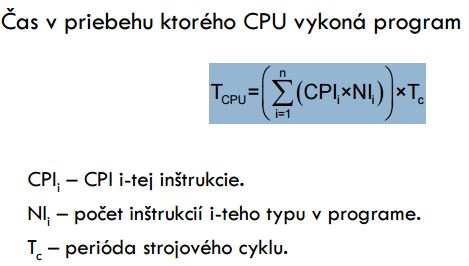 Čas v priebehu ktorého CPU vykoná program
T_CPU=(∑_{i=1}^{n}(CPI_i×NI_i))×T_c
CPI_i – CPI i-tej inštrukcie.
NI_i – počet inštrukcií i-teho typu v programe.
T_c – perióda strojového cyklu.